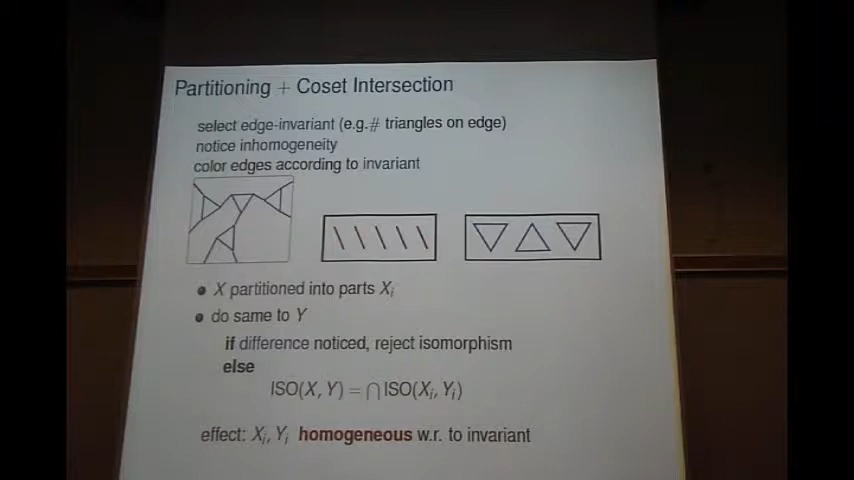 Partitioning + Coset Intersection
select edge-invariant (e.g.# triangles on edge)
notice inhomogeneity
color edges according to invariant
• X partitioned into parts Xᵢ
• do same to Y
if difference noticed, reject isomorphism
else
ISO(X, Y) = ⋂ ISO(Xᵢ, Yᵢ)
effect: Xᵢ, Yᵢ homogeneous w.r. to invariant